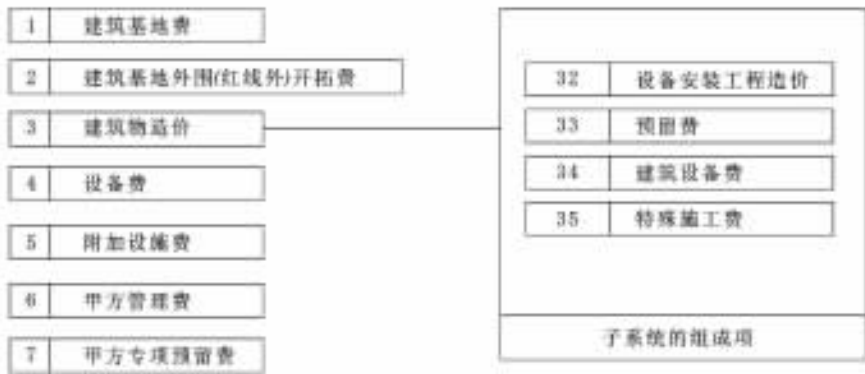 1 建筑基地费
2 建筑基地外围(红线外)开拓费
3 建筑物造价
4 设备费
5 附加设施费
6 甲方管理费
7 甲方专项预留费
32 设备安装工程造价
33 预留费
34 建筑设备费
35 特殊施工费
子系统的组成项